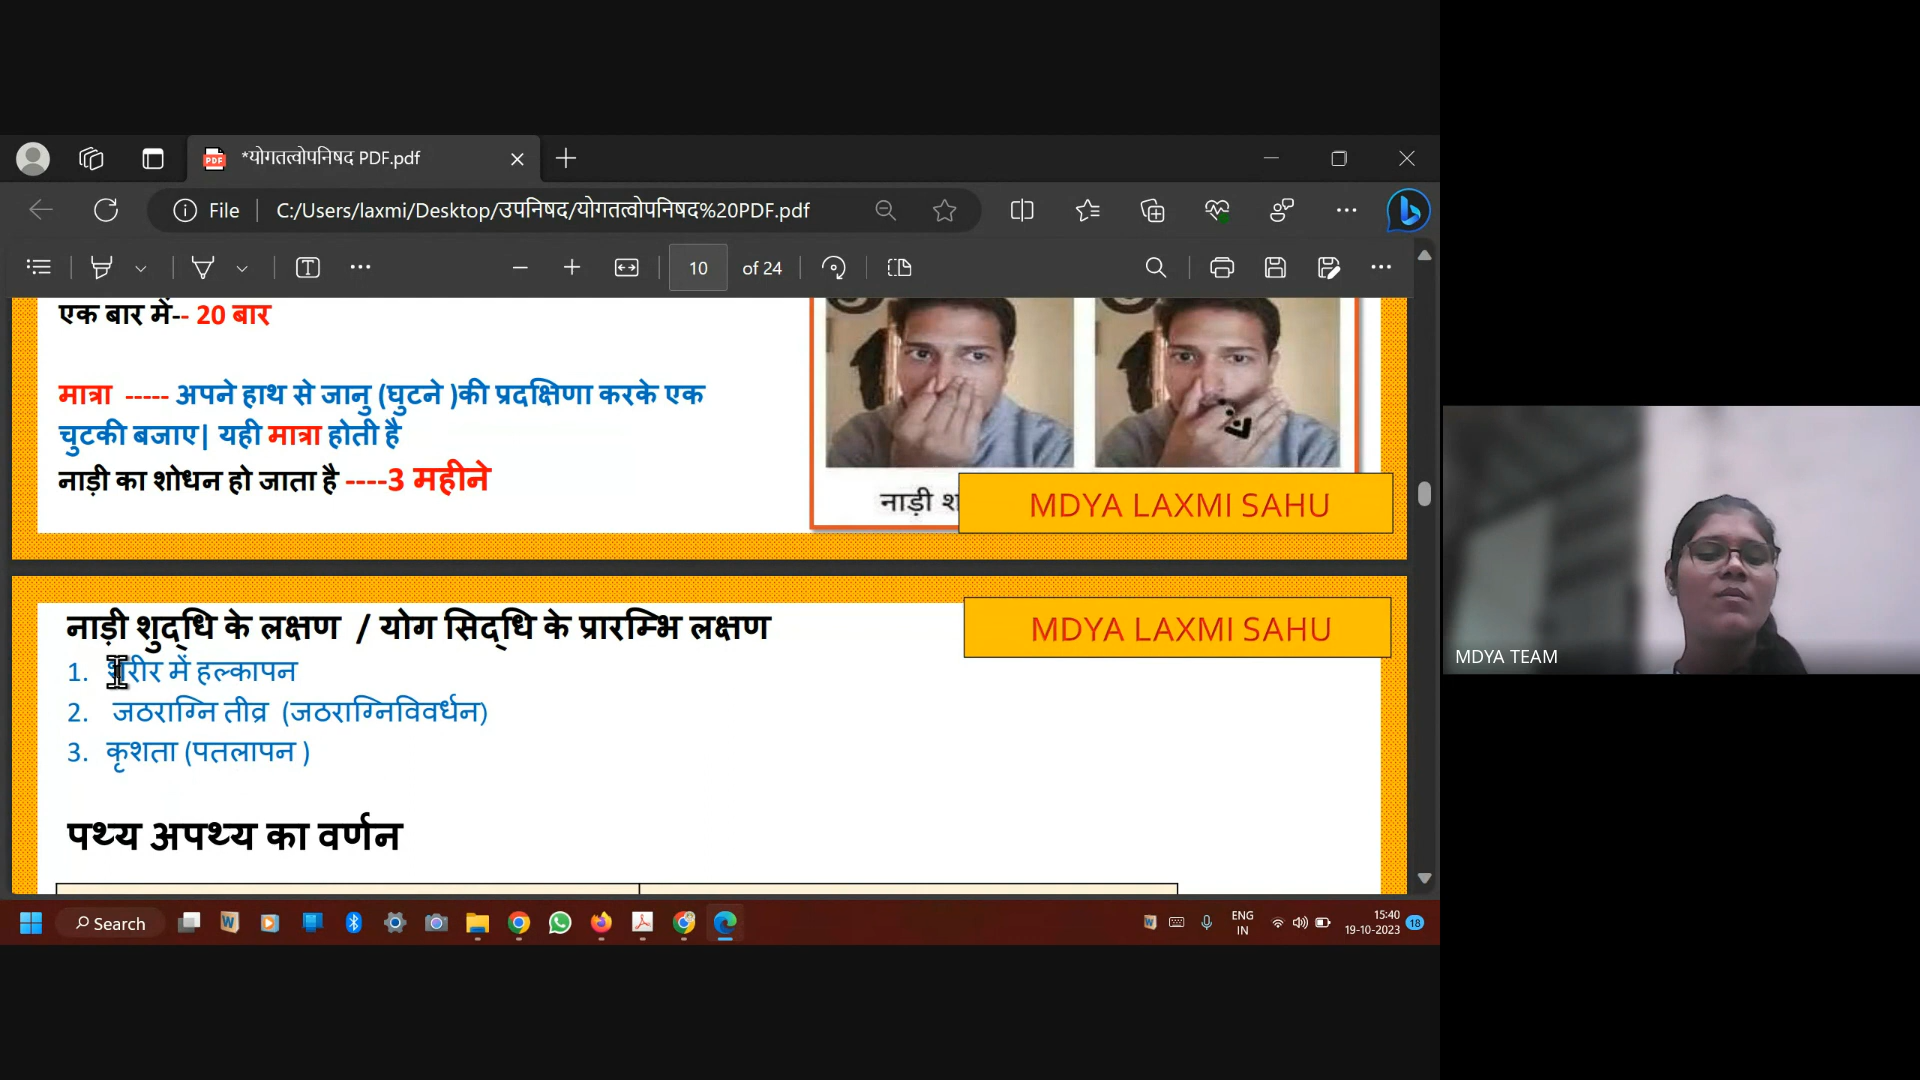 *योगतत्वोपनिषद PDF.pdf
File
C:/Users/laxmi/Desktop/उपनिषद/योगतत्वोपनिषद%20PDF.pdf
10 of 24
एक बार में-- 20 बार
मात्रा ----- अपने हाथ से जानु (घुटने )की प्रदक्षिणा करके एक
चुटकी बजाए| यही मात्रा होती है
नाड़ी का शोधन हो जाता है ----3 महीने
नाड़ी
MDYA LAXMI SAHU
नाड़ी शुद्धि के लक्षण / योग सिद्धि के प्रारम्भि लक्षण
MDYA LAXMI SAHU
1. शरीर में हल्कापन
2. जठराग्नि तीव्र (जठराग्निविवर्धन)
3. कृशता (पतलापन )
पथ्य अपथ्य का वर्णन
MDYA TEAM
Search
ENG
IN
15:40
19-10-2023
18